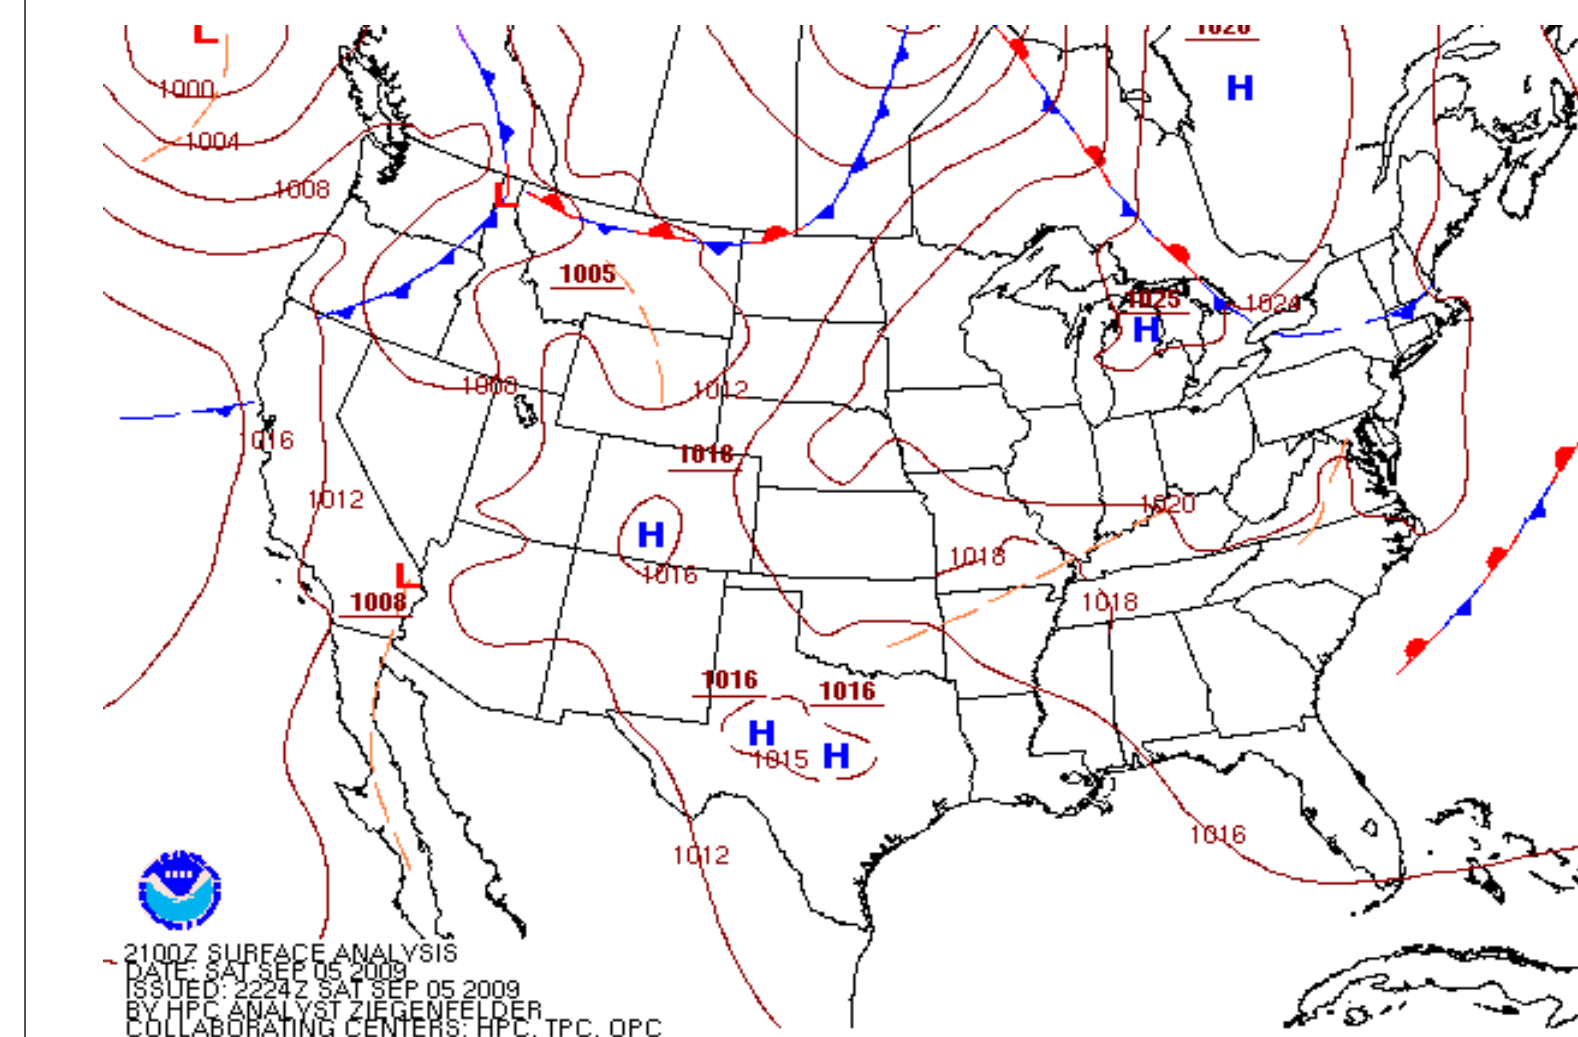 L
1026
1000
H
1004
1008
L
1005
1025
1024
H
1008
1012
1016
1018
1012
1020
H
1018
1016
L
1008
1018
1016
1016
H
H
1015
1016
1012
2100Z SURFACE ANALYSIS
DATE: SAT SEP 05 2009
ISSUED: 2224Z SAT SEP 05 2009
BY HPC ANALYST ZIEGENFELDER
COLLABORATING CENTERS: HPC, TPC, OPC